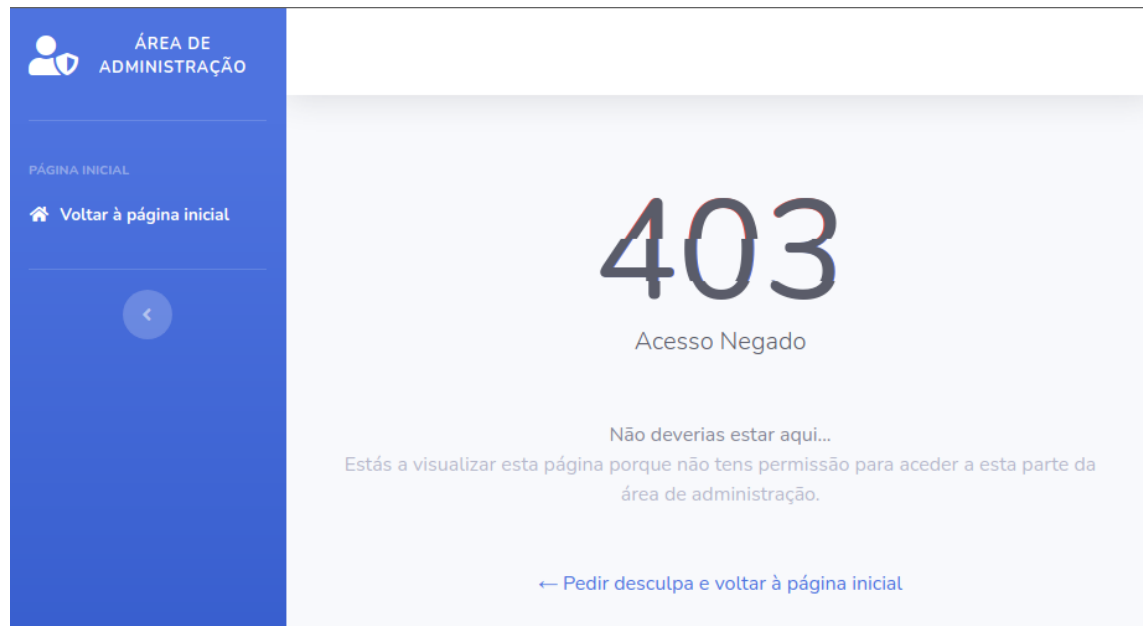 ÁREA DE
ADMINISTRAÇÃO
PÁGINA INICIAL
Voltar à página inicial
403
Acesso Negado
Não deverias estar aqui...
Estás a visualizar esta página porque não tens permissão para aceder a esta parte da
área de administração.
← Pedir desculpa e voltar à página inicial